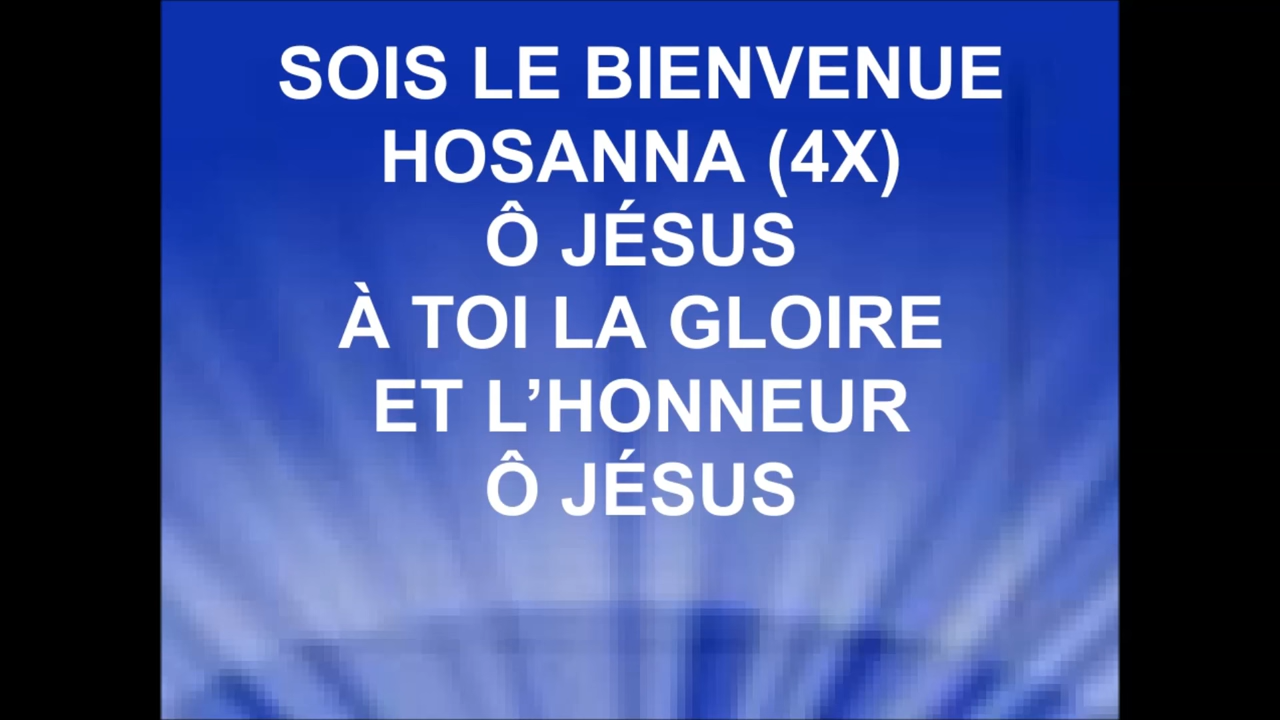 SOIS LE BIENVENUE
HOSANNA (4X)
Ô JÉSUS
À TOI LA GLOIRE
ET L’HONNEUR
Ô JÉSUS